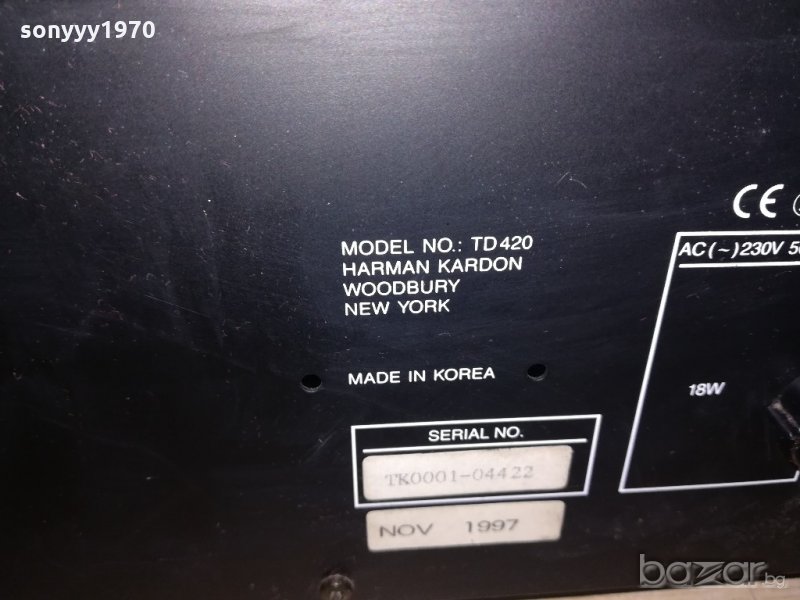 sonyyy1970
CE
MODEL NO.: TD420
HARMAN KARDON
WOODBURY
NEW YORK
AC (~) 230V
MADE IN KOREA
18W
SERIAL NO.
TK0001-04422
NOV 1997
bazar.bg